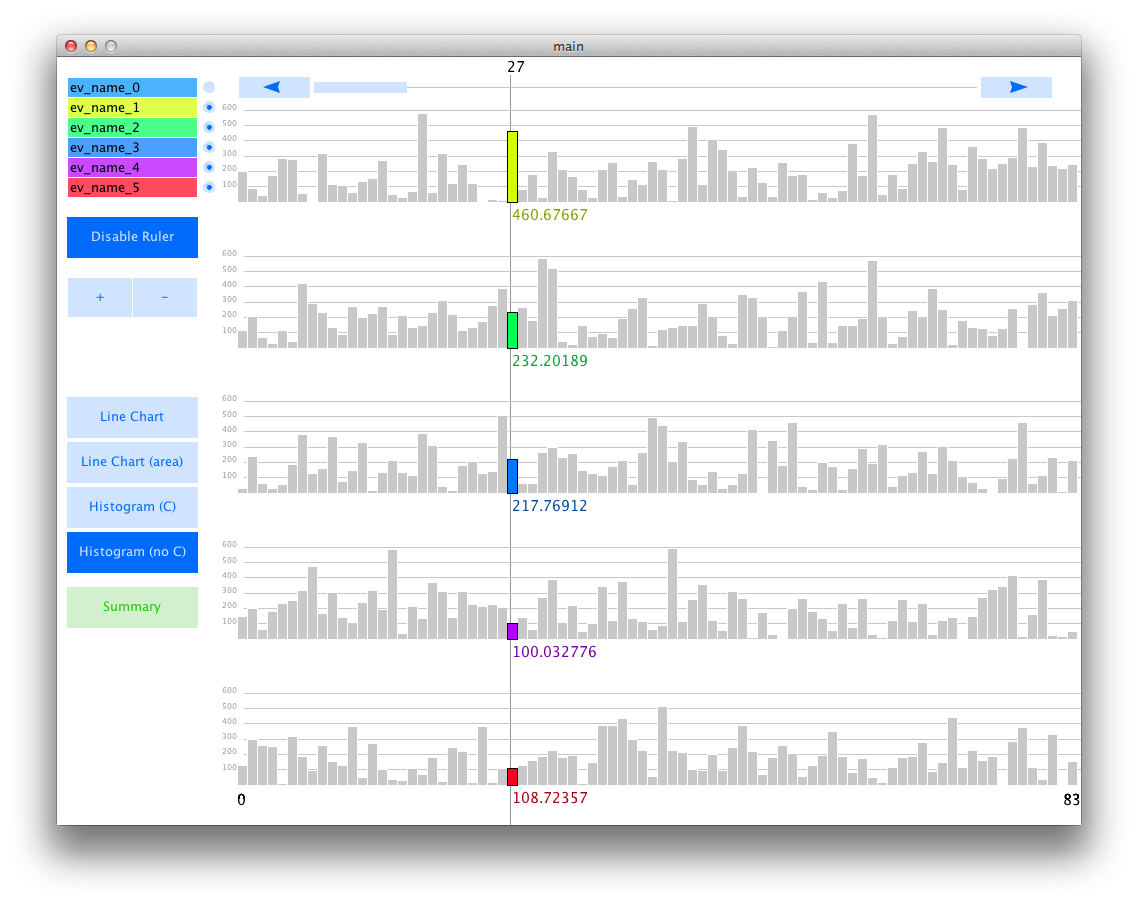 main
27
ev_name_0
ev_name_1
ev_name_2
ev_name_3
ev_name_4
ev_name_5
Disable Ruler
+ -
Line Chart
Line Chart (area)
Histogram (C)
Histogram (no C)
Summary
600
500
400
300
200
100
460.67667
600
500
400
300
200
100
232.20189
600
500
400
300
200
100
217.76912
600
500
400
300
200
100
100.032776
600
500
400
300
200
100
108.72357
0 83